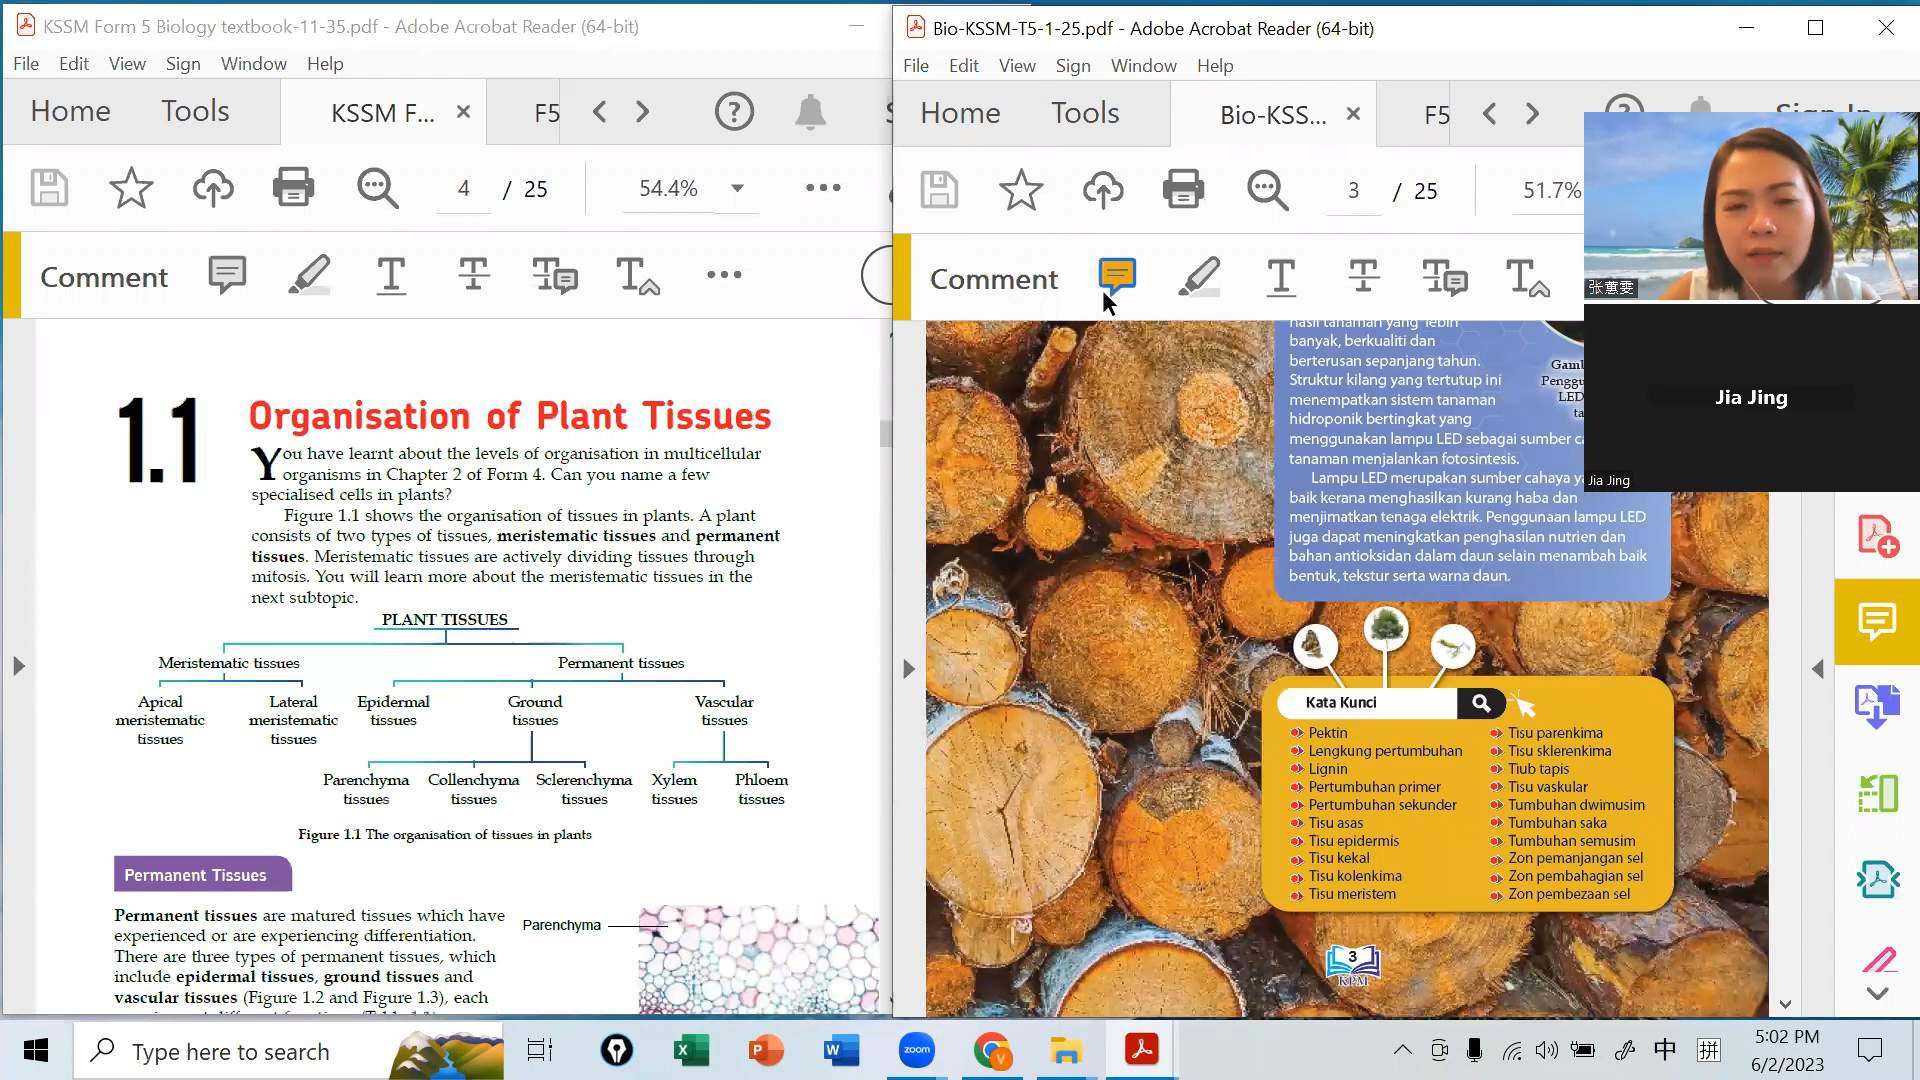 KSSM Form 5 Biology textbook-11-35.pdf - Adobe Acrobat Reader (64-bit)
File Edit View Sign Window Help
Home Tools KSSM F... F5
4 / 25 54.4%
Comment
1.1 Organisation of Plant Tissues
You have learnt about the levels of organisation in multicellular
organisms in Chapter 2 of Form 4. Can you name a few
specialised cells in plants?
Figure 1.1 shows the organisation of tissues in plants. A plant
consists of two types of tissues, meristematic tissues and permanent
tissues. Meristematic tissues are actively dividing tissues through
mitosis. You will learn more about the meristematic tissues in the
next subtopic.
PLANT TISSUES
Meristematic tissues Permanent tissues
Apical meristematic tissues
Lateral meristematic tissues
Epidermal tissues
Ground tissues
Vascular tissues
Parenchyma tissues
Collenchyma tissues
Sclerenchyma tissues
Xylem tissues
Phloem tissues
Figure 1.1 The organisation of tissues in plants
Permanent Tissues
Permanent tissues are matured tissues which have
experienced or are experiencing differentiation.
There are three types of permanent tissues, which
include epidermal tissues, ground tissues and
vascular tissues (Figure 1.2 and Figure 1.3), each
Parenchyma
Bio-KSSM-T5-1-25.pdf - Adobe Acrobat Reader (64-bit)
File Edit View Sign Window Help
Home Tools Bio-KSS... F5 Sign In
3 / 25 51.7%
Comment
hasil tanaman yang lebih
banyak, berkualiti dan
berterusan sepanjang tahun.
Struktur kilang yang tertutup ini
menempatkan sistem tanaman
hidroponik bertingkat yang
menggunakan lampu LED sebagai sumber
tanaman menjalankan fotosintesis.
Lampu LED merupakan sumber cahaya
baik kerana menghasilkan kurang haba dan
menjimatkan tenaga elektrik. Penggunaan lampu LED
juga dapat meningkatkan penghasilan nutrien dan
bahan antioksidan dalam daun selain menambah baik
bentuk, tekstur serta warna daun.
LED
Kata Kunci
Pektin
Lengkung pertumbuhan
Lignin
Pertumbuhan primer
Pertumbuhan sekunder
Tisu asas
Tisu epidermis
Tisu kekal
Tisu kolenkima
Tisu meristem
Tisu parenkima
Tisu sklerenkima
Tiub tapis
Tisu vaskular
Tumbuhan dwimusim
Tumbuhan saka
Tumbuhan semusim
Zon pemanjangan sel
Zon pembahagian sel
Zon pembezaan sel
3
KPM
张蕙雯
Jia Jing
Jia Jing
Type here to search
zoom
中 拼
5:02 PM
6/2/2023